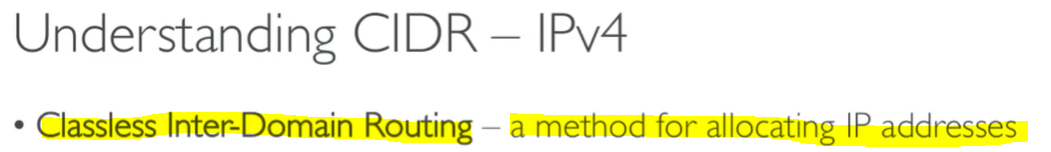 Understanding CIDR – IPv4
• Classless Inter-Domain Routing – a method for allocating IP addresses